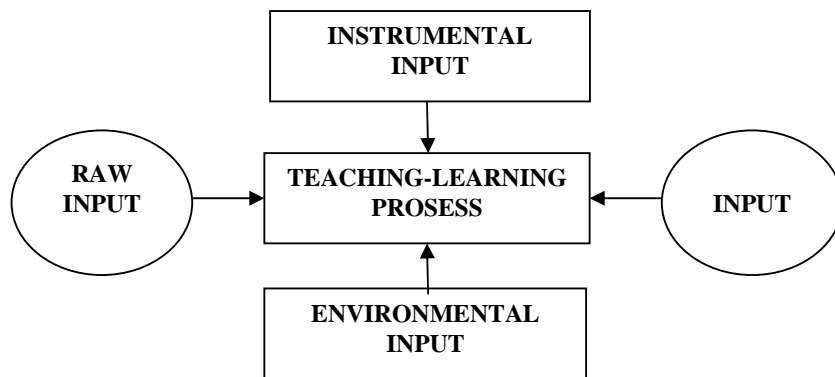 INSTRUMENTAL
INPUT
RAW
INPUT
TEACHING-LEARNING
PROSESS
INPUT
ENVIRONMENTAL
INPUT